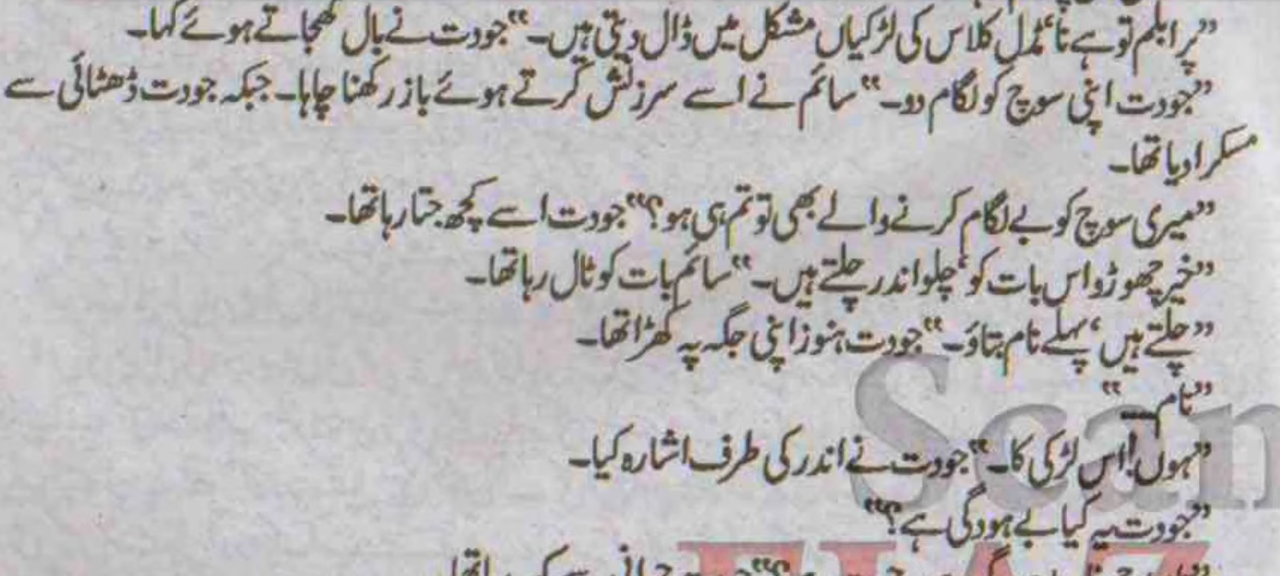 ”پرابلم تو ہے نا‘ مڈل کلاس کی لڑکیاں مشکل میں ڈال دیتی ہیں۔“ جودت نے بال کھجاتے ہوئے کہا۔
”جودت اپنی سوچ کو لگام دو۔“ سائم نے اسے سرزنش کرتے ہوئے باز رکھنا چاہا۔ جبکہ جودت ڈھٹائی سے
مسکرا دیا تھا۔
”میری سوچ کو بے لگام کرنے والے بھی تو تم ہی ہو؟“ جودت اسے کچھ جتا رہا تھا۔
”خیر چھوڑو اس بات کو‘ چلو اندر چلتے ہیں۔“ سائم بات کو ٹال رہا تھا۔
”چلتے ہیں‘ پہلے نام بتاؤ۔“ جودت ہنوز اپنی جگہ پہ کھڑا تھا۔
”نام۔۔۔“
”ہوں! اس لڑکی کا۔“ جودت نے اندر کی طرف اشارہ کیا۔
Scan
”جودت یہ کیا بے ہودگی ہے؟“